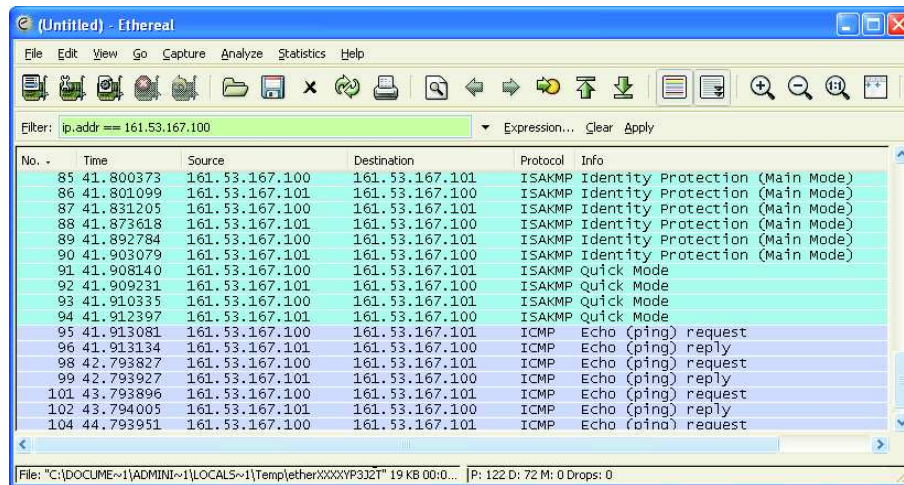 (Untitled) - Ethereal
File Edit View Go Capture Analyze Statistics Help
Filter: ip.addr == 161.53.167.100 Expression... Clear Apply
No. - Time Source Destination Protocol Info
85 41.800373 161.53.167.100 161.53.167.101 ISAKMP Identity Protection (Main Mode)
86 41.801099 161.53.167.101 161.53.167.100 ISAKMP Identity Protection (Main Mode)
87 41.831205 161.53.167.100 161.53.167.101 ISAKMP Identity Protection (Main Mode)
88 41.873618 161.53.167.101 161.53.167.100 ISAKMP Identity Protection (Main Mode)
89 41.892784 161.53.167.100 161.53.167.101 ISAKMP Identity Protection (Main Mode)
90 41.903079 161.53.167.101 161.53.167.100 ISAKMP Identity Protection (Main Mode)
91 41.908140 161.53.167.100 161.53.167.101 ISAKMP Quick Mode
92 41.909231 161.53.167.101 161.53.167.100 ISAKMP Quick Mode
93 41.910335 161.53.167.100 161.53.167.101 ISAKMP Quick Mode
94 41.912397 161.53.167.101 161.53.167.100 ISAKMP Quick Mode
95 41.913081 161.53.167.100 161.53.167.101 ICMP Echo (ping) request
96 41.913134 161.53.167.101 161.53.167.100 ICMP Echo (ping) reply
98 42.793827 161.53.167.100 161.53.167.101 ICMP Echo (ping) request
99 42.793927 161.53.167.101 161.53.167.100 ICMP Echo (ping) reply
101 43.793896 161.53.167.100 161.53.167.101 ICMP Echo (ping) request
102 43.794005 161.53.167.101 161.53.167.100 ICMP Echo (ping) reply
104 44.793951 161.53.167.100 161.53.167.101 ICMP Echo (ping) request
File: "C:\DOCUME~1\ADMINI~1\LOCALS~1\Temp\etherXXXXYP3J2T" 19 KB 00:0... P: 122 D: 72 M: 0 Drops: 0